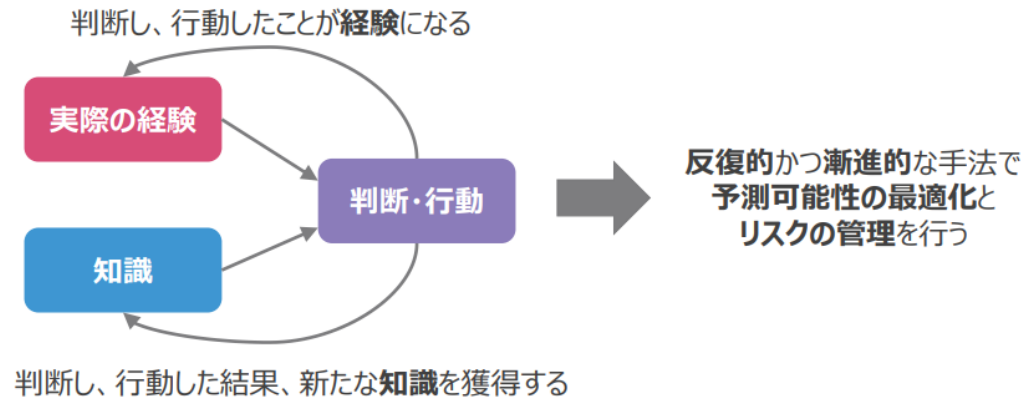 判断し、行動したことが経験になる
実際の経験
判断・行動
知識
反復的かつ漸進的な手法で
予測可能性の最適化と
リスクの管理を行う
判断し、行動した結果、新たな知識を獲得する